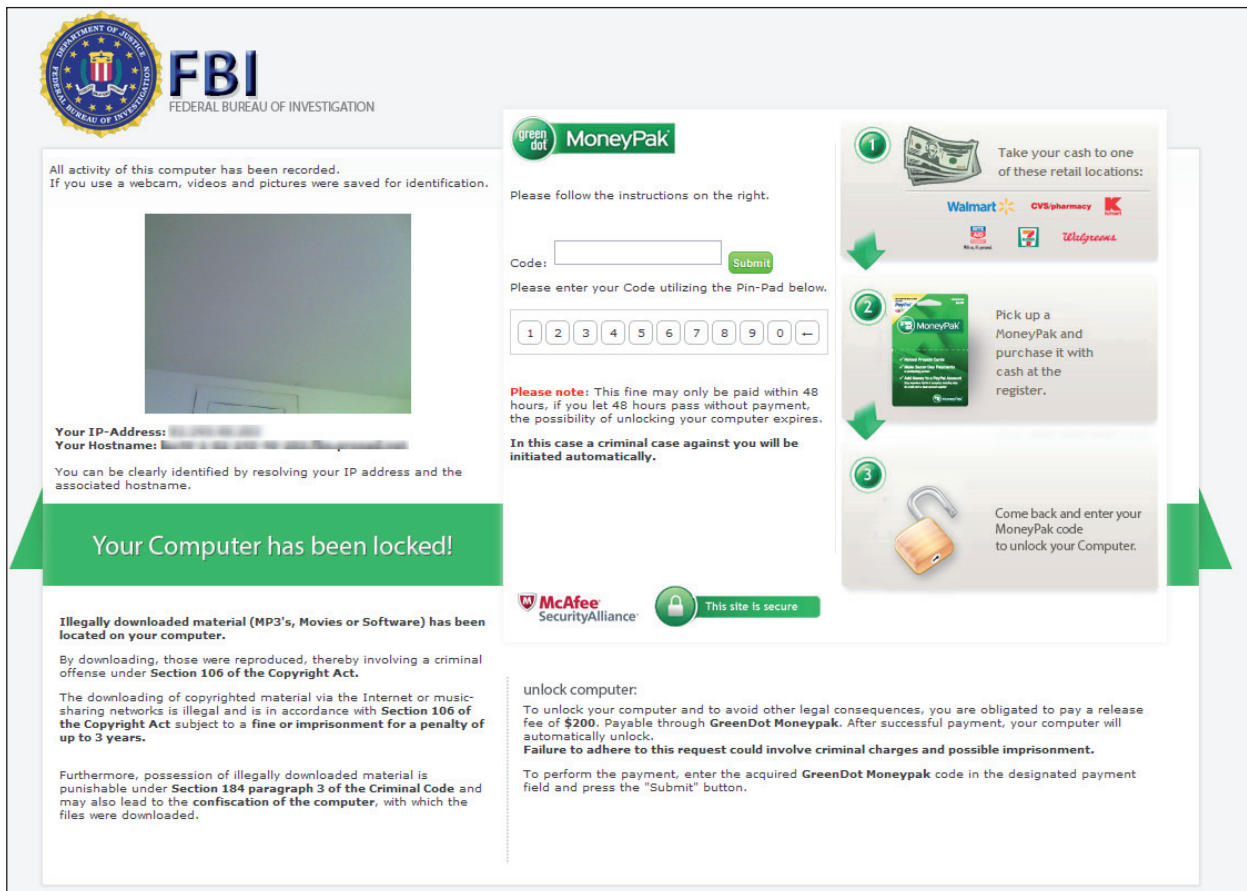 DEPARTMENT OF JUSTICE
FEDERAL BUREAU OF INVESTIGATION
FBI
FEDERAL BUREAU OF INVESTIGATION
All activity of this computer has been recorded.
If you use a webcam, videos and pictures were saved for identification.
Your IP-Address:
Your Hostname:
You can be clearly identified by resolving your IP address and the
associated hostname.
Your Computer has been locked!
Illegally downloaded material (MP3's, Movies or Software) has been
located on your computer.
By downloading, those were reproduced, thereby involving a criminal
offense under Section 106 of the Copyright Act.
The downloading of copyrighted material via the Internet or music-
sharing networks is illegal and is in accordance with Section 106 of
the Copyright Act subject to a fine or imprisonment for a penalty of
up to 3 years.
Furthermore, possession of illegally downloaded material is
punishable under Section 184 paragraph 3 of the Criminal Code and
may also lead to the confiscation of the computer, with which the
files were downloaded.
green dot MoneyPak
Please follow the instructions on the right.
Code: Submit
Please enter your Code utilizing the Pin-Pad below.
1 2 3 4 5 6 7 8 9 0 ←
Please note: This fine may only be paid within 48
hours, if you let 48 hours pass without payment,
the possibility of unlocking your computer expires.
In this case a criminal case against you will be
initiated automatically.
McAfee
SecurityAlliance
This site is secure
1
Take your cash to one
of these retail locations:
Walmart CVS/pharmacy K kmart
RITE AID 7 ELEVEN Walgreens
2
PayPal
MoneyPak
Pick up a
MoneyPak and
purchase it with
cash at the
register.
3
Come back and enter your
MoneyPak code
to unlock your Computer.
unlock computer:
To unlock your computer and to avoid other legal consequences, you are obligated to pay a release
fee of $200. Payable through GreenDot Moneypak. After successful payment, your computer will
automatically unlock.
Failure to adhere to this request could involve criminal charges and possible imprisonment.
To perform the payment, enter the acquired GreenDot Moneypak code in the designated payment
field and press the "Submit" button.